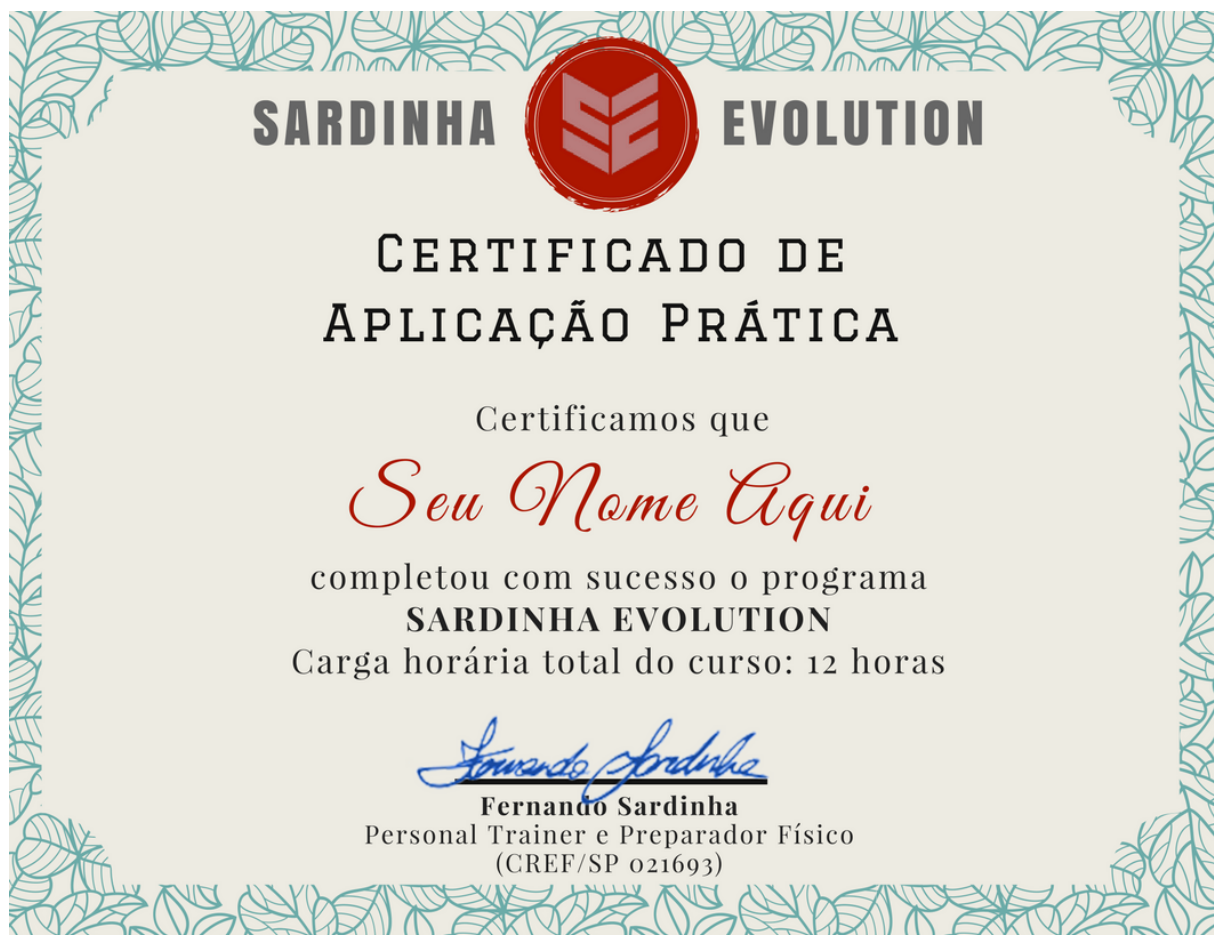 SARDINHA EVOLUTION
CERTIFICADO DE
APLICAÇÃO PRÁTICA
Certificamos que
Seu Nome Aqui
completou com sucesso o programa
SARDINHA EVOLUTION
Carga horária total do curso: 12 horas
Fernando Sardinha
Fernando Sardinha
Personal Trainer e Preparador Físico
(CREF/SP 021693)